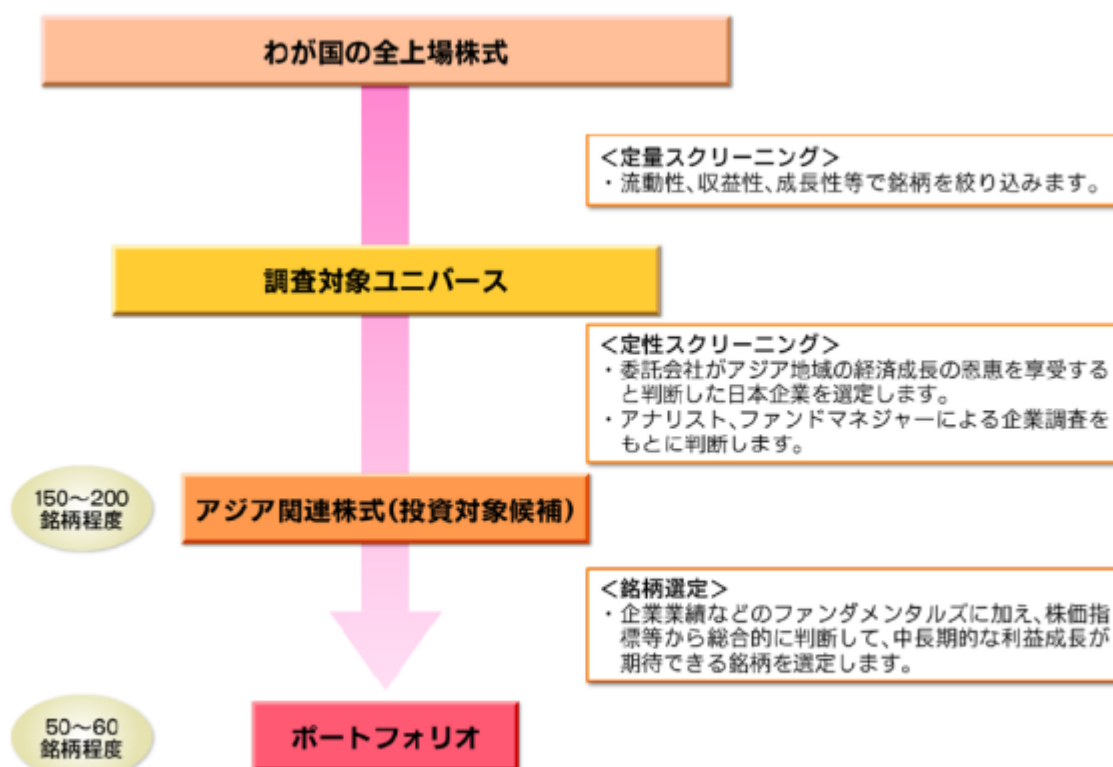 わが国の全上場株式
＜定量スクリーニング＞
・流動性、収益性、成長性等で銘柄を絞り込みます。
調査対象ユニバース
＜定性スクリーニング＞
・委託会社がアジア地域の経済成長の恩恵を享受する
と判断した日本企業を選定します。
・アナリスト、ファンドマネジャーによる企業調査を
もとに判断します。
150～200
銘柄程度
アジア関連株式(投資対象候補)
＜銘柄選定＞
・企業業績などのファンダメンタルズに加え、株価指
標等から総合的に判断して、中長期的な利益成長が
期待できる銘柄を選定します。
50～60
銘柄程度
ポートフォリオ